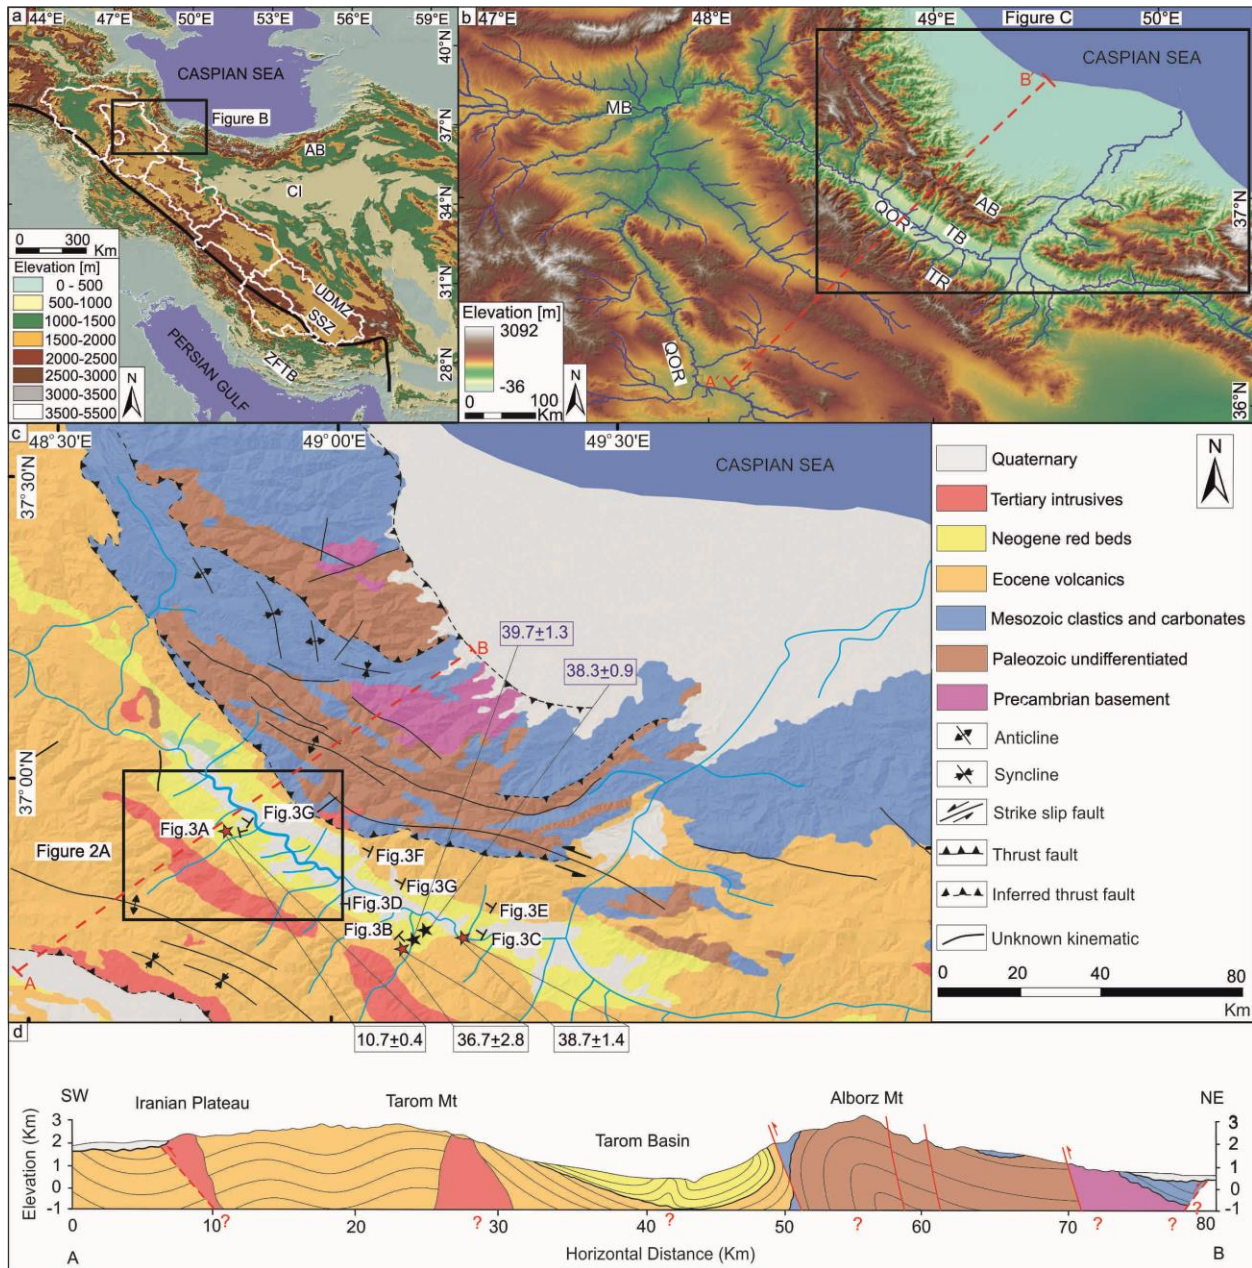 a
44°E
47°E
50°E
53°E
56°E
59°E
40°N
37°N
34°N
31°N
28°N
CASPIAN SEA
Figure B
AB
CI
UDMZ
SSZ
ZFTB
PERSIAN GULF
0 300
Km
Elevation [m]
0 - 500
500-1000
1000-1500
1500-2000
2000-2500
2500-3000
3000-3500
3500-5500
N
b
47°E
48°E
49°E
Figure C
50°E
CASPIAN SEA
B
MB
QOR
TB
AB
TR
37°N
QOR
A
36°N
Elevation [m]
3092
-36
0 100
Km
N
c
48°30'E
49°00'E
49°30'E
37°30'N
37°00'N
CASPIAN SEA
39.7±1.3
38.3±0.9
B
Fig.3G
Fig.3A
Figure 2A
Fig.3F
Fig.3G
Fig.3D
Fig.3E
Fig.3B
Fig.3C
A
10.7±0.4
36.7±2.8
38.7±1.4
N
Quaternary
Tertiary intrusives
Neogene red beds
Eocene volcanics
Mesozoic clastics and carbonates
Paleozoic undifferentiated
Precambrian basement
Anticline
Syncline
Strike slip fault
Thrust fault
Inferred thrust fault
Unknown kinematic
0 20 40 80
Km
d
SW
NE
Iranian Plateau
Tarom Mt
Tarom Basin
Alborz Mt
Elevation (Km)
3
2
1
0
-1
3
2
1
0
-1
? ? ? ? ? ? ?
0 10 20 30 40 50 60 70 80
A
Horizontal Distance (Km)
B